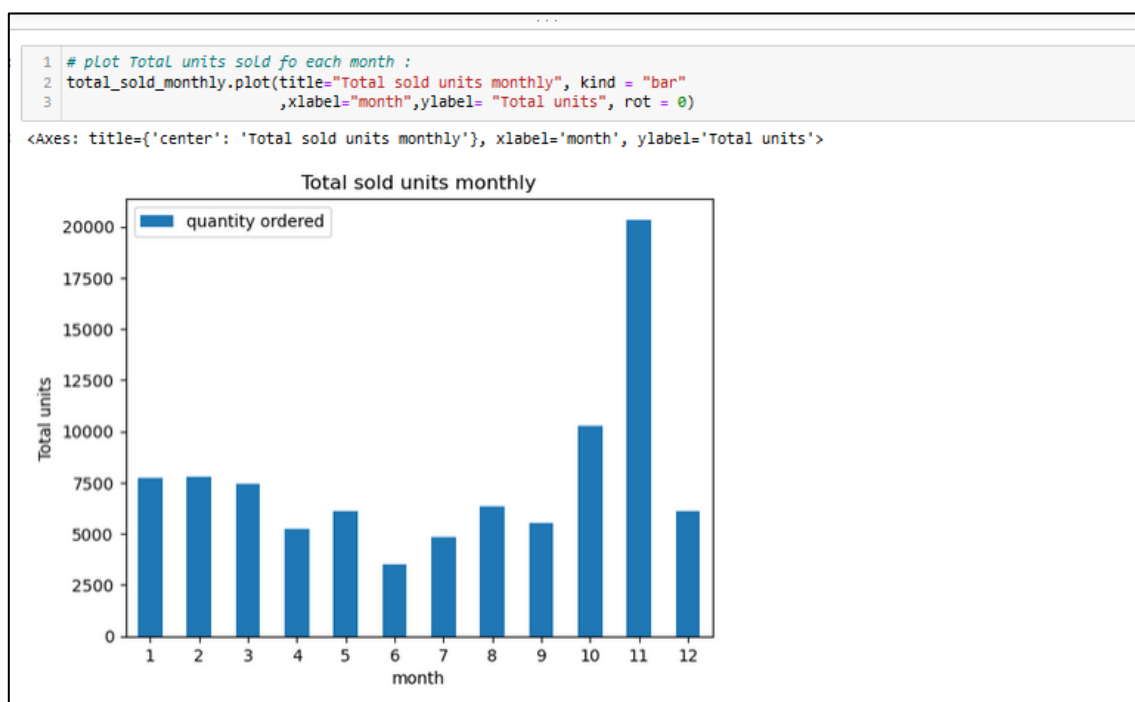 ...
1 # plot Total units sold fo each month :
2 total_sold_monthly.plot(title="Total sold units monthly", kind = "bar"
3 ,xlabel="month",ylabel= "Total units", rot = 0)
<Axes: title={'center': 'Total sold units monthly'}, xlabel='month', ylabel='Total units'>
Total sold units monthly
quantity ordered
20000
17500
15000
12500
10000
7500
5000
2500
0
Total units
1 2 3 4 5 6 7 8 9 10 11 12
month